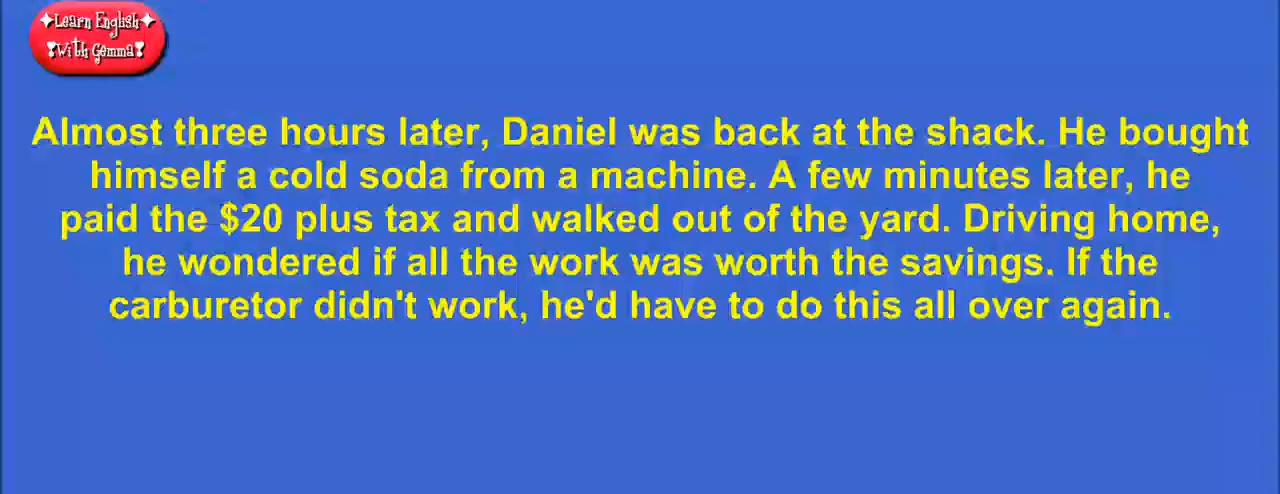 Learn English
With Gemma
Almost three hours later, Daniel was back at the shack. He bought
himself a cold soda from a machine. A few minutes later, he
paid the $20 plus tax and walked out of the yard. Driving home,
he wondered if all the work was worth the savings. If the
carburetor didn't work, he'd have to do this all over again.